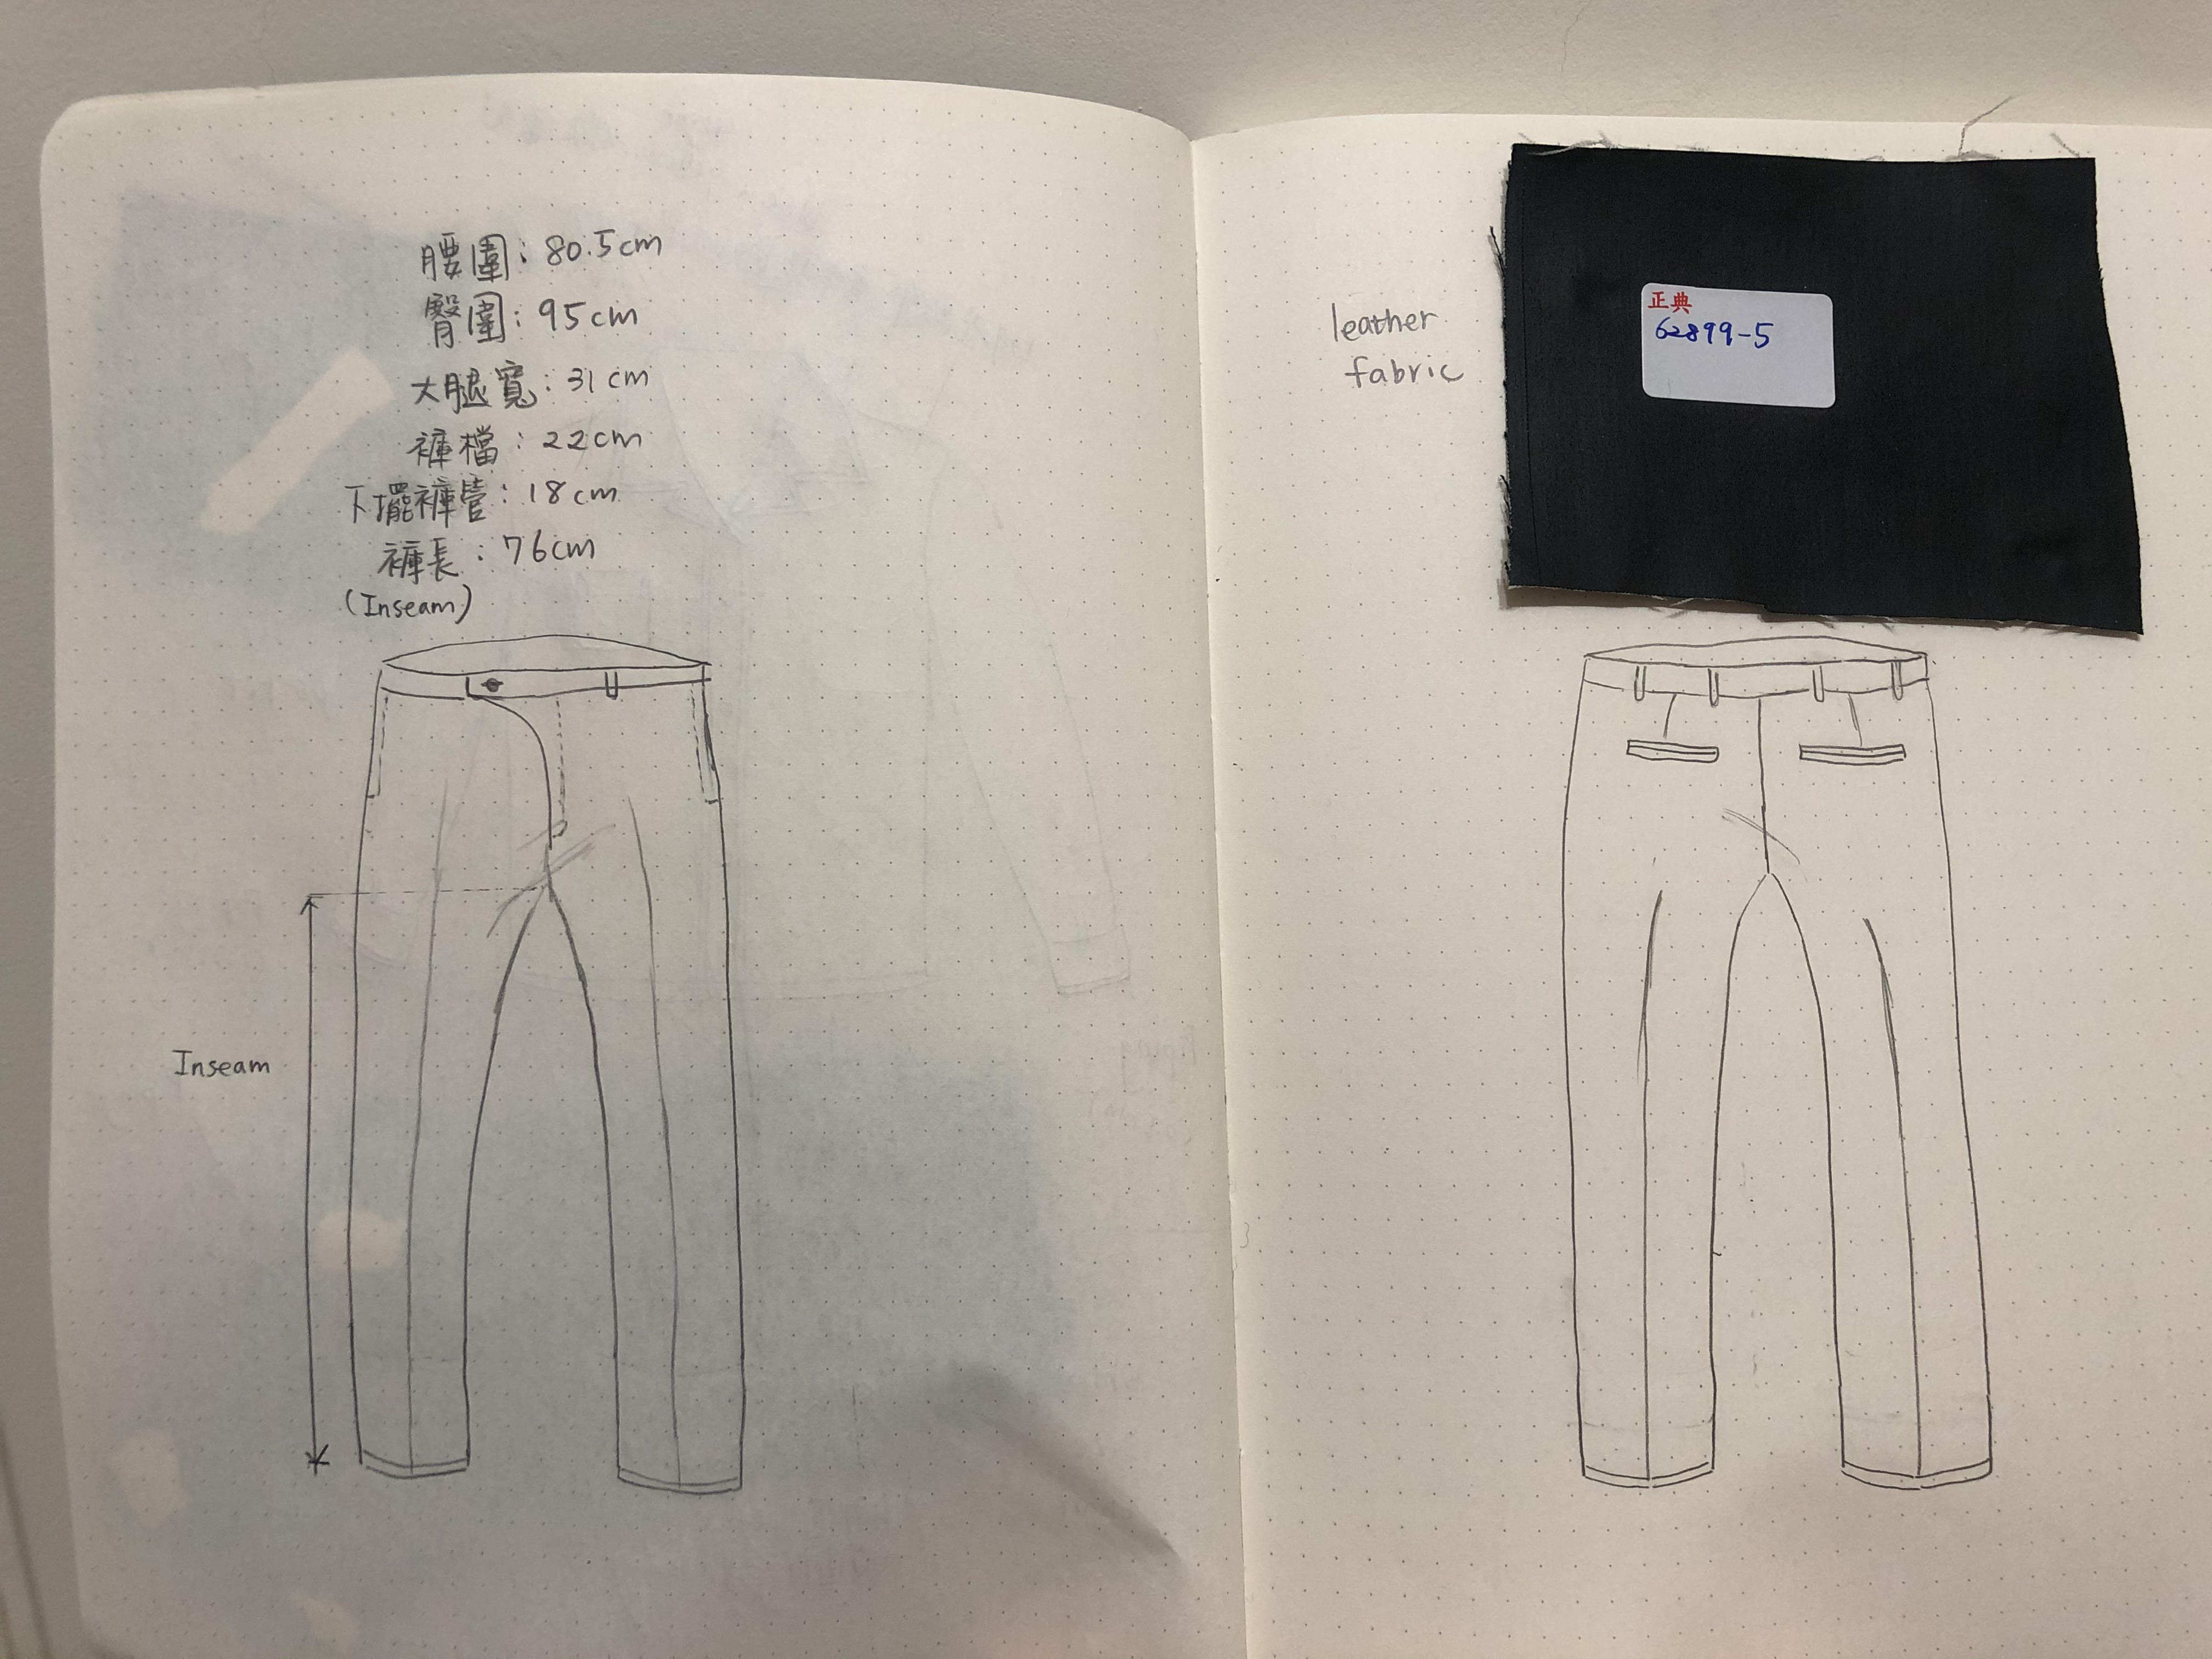 腰圍：80.5cm
臀圍：95cm
大腿寬：31cm
褲檔：22cm
下擺褲管：18cm
褲長：76cm
(Inseam)
Inseam
leather
fabric
正典
62899-5